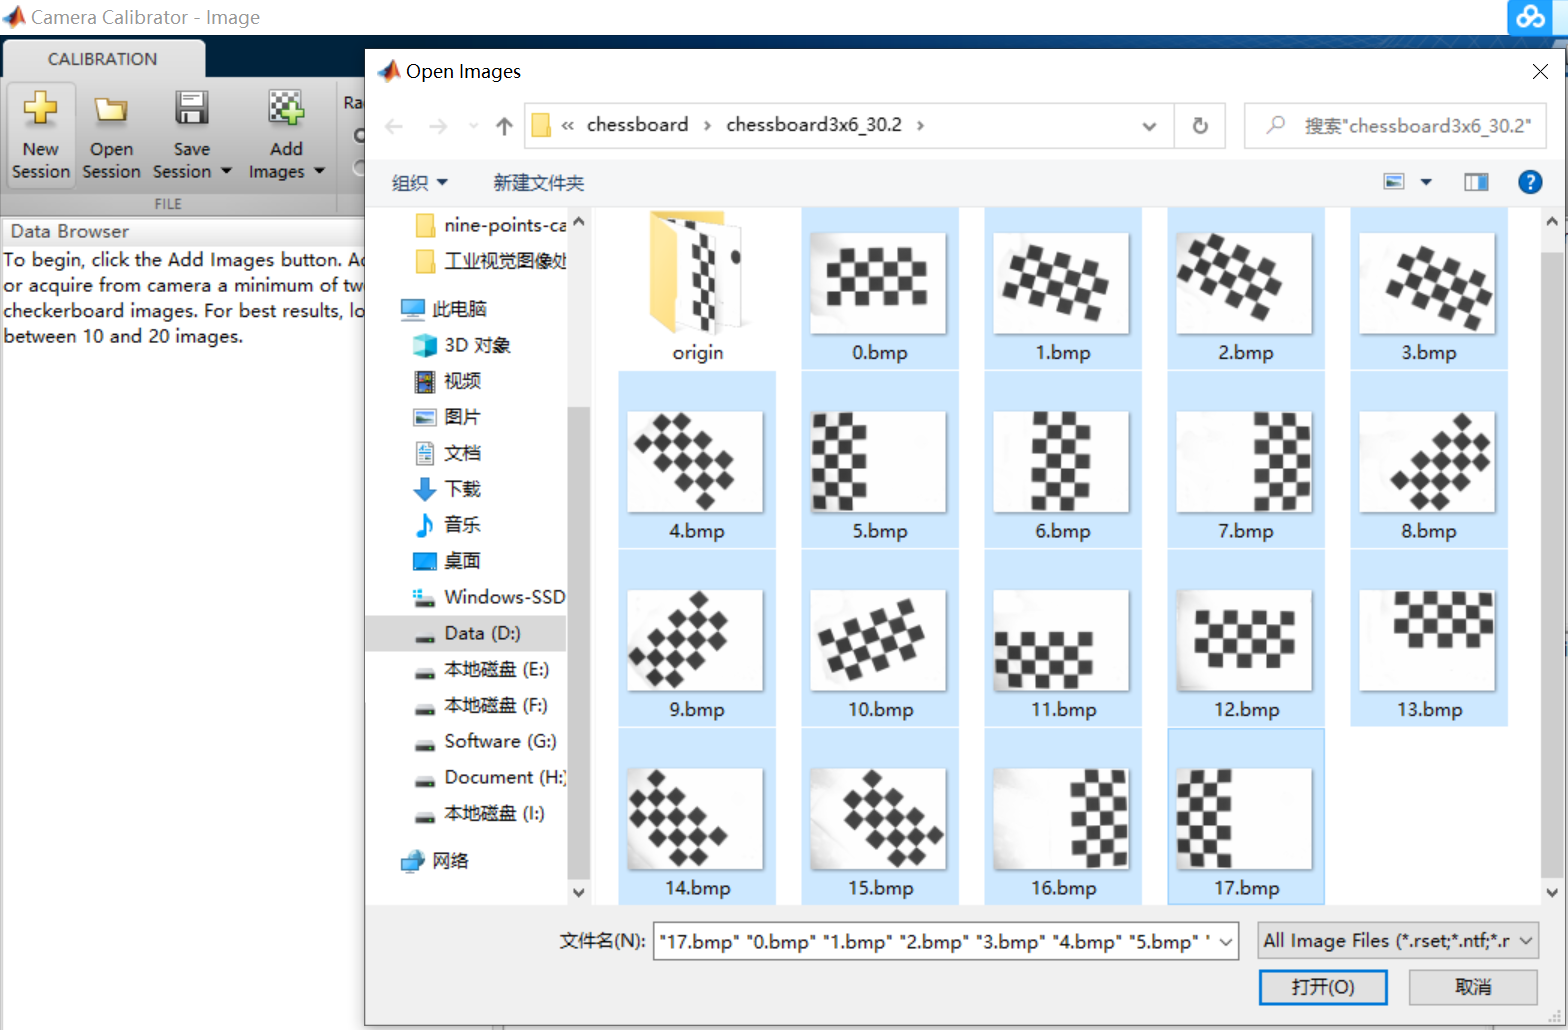 Camera Calibrator - Image
CALIBRATION
New Session
Open Session
Save Session
Add Images
FILE
Data Browser
To begin, click the Add Images button.
or acquire from camera a minimum of
checkerboard images. For best results,
between 10 and 20 images.
Open Images
« chessboard › chessboard3x6_30.2 ›
搜索"chessboard3x6_30.2"
组织
新建文件夹
nine-points-ca
工业视觉图像处
此电脑
3D 对象
视频
图片
文档
下载
音乐
桌面
Windows-SSD
Data (D:)
本地磁盘 (E:)
本地磁盘 (F:)
Software (G:)
Document (H:)
本地磁盘 (I:)
网络
origin
0.bmp
1.bmp
2.bmp
3.bmp
4.bmp
5.bmp
6.bmp
7.bmp
8.bmp
9.bmp
10.bmp
11.bmp
12.bmp
13.bmp
14.bmp
15.bmp
16.bmp
17.bmp
文件名(N):
"17.bmp" "0.bmp" "1.bmp" "2.bmp" "3.bmp" "4.bmp" "5.bmp" "
All Image Files (*.rset;*.ntf;*.r
打开(O)
取消